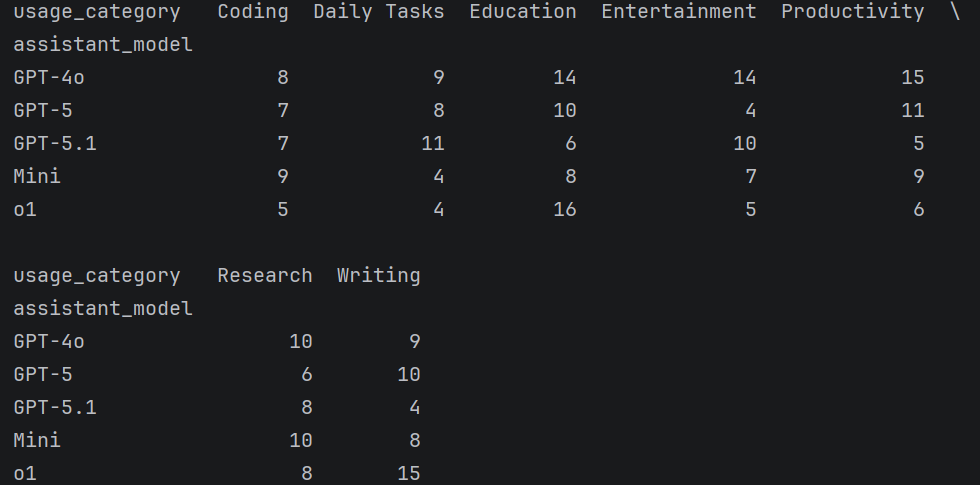 usage_category   Coding  Daily Tasks  Education  Entertainment  Productivity  \
assistant_model
GPT-4o                8            9         14             14            15
GPT-5                 7            8         10              4            11
GPT-5.1               7           11          6             10             5
Mini                  9            4          8              7             9
o1                    5            4         16              5             6

usage_category   Research  Writing
assistant_model
GPT-4o                 10        9
GPT-5                   6       10
GPT-5.1                 8        4
Mini                   10        8
o1                      8       15